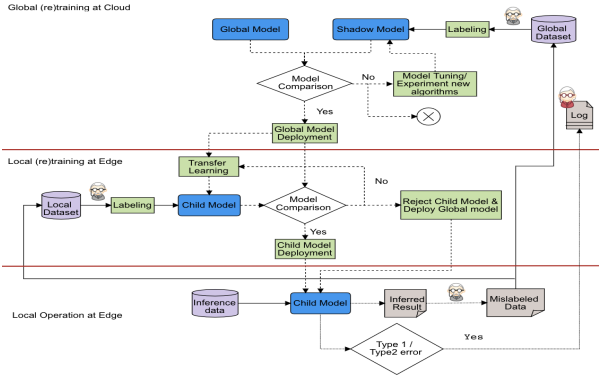 Global (re)training at Cloud
Global Model
Shadow Model
Labeling
Global
Dataset
Model
Comparison
No
Model Tuning/
Experiment new
algorithms
Yes
Log
Global Model
Deployment
Local (re)training at Edge
Transfer
Learning
No
Local
Dataset
Labeling
Child Model
Model
Comparison
Reject Child Model &
Deploy Global model
Yes
Child Model
Deployment
Inference
data
Child Model
Inferred
Result
Mislabeled
Data
Local Operation at Edge
Type 1 /
Type2 error
Yes